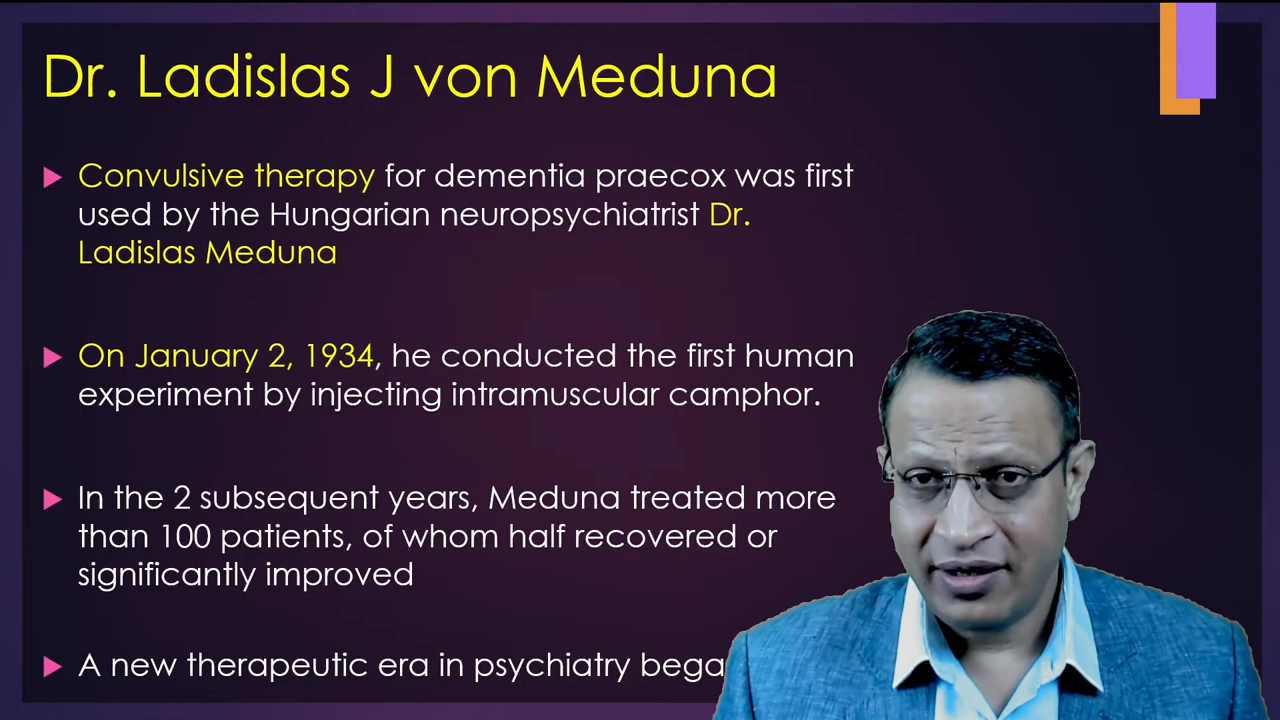 Dr. Ladislas J von Meduna
Convulsive therapy for dementia praecox was first
used by the Hungarian neuropsychiatrist Dr.
Ladislas Meduna
On January 2, 1934, he conducted the first human
experiment by injecting intramuscular camphor.
In the 2 subsequent years, Meduna treated more
than 100 patients, of whom half recovered or
significantly improved
A new therapeutic era in psychiatry